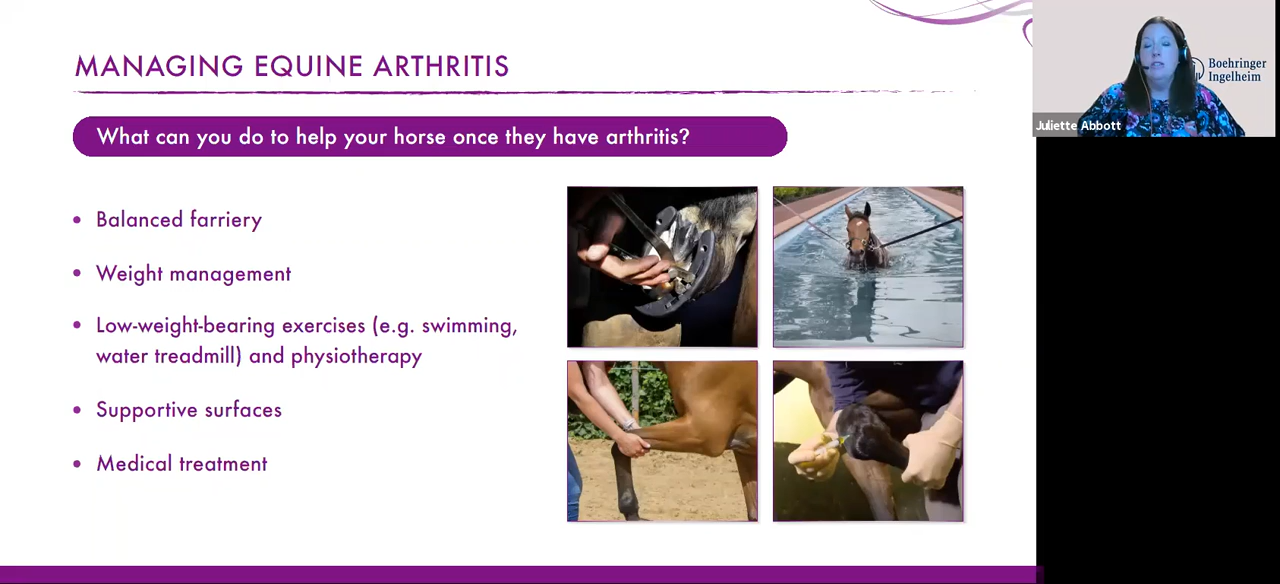 MANAGING EQUINE ARTHRITIS
What can you do to help your horse once they have arthritis?
• Balanced farriery
• Weight management
• Low-weight-bearing exercises (e.g. swimming,
water treadmill) and physiotherapy
• Supportive surfaces
• Medical treatment
Boehringer
Ingelheim
Juliette Abbott